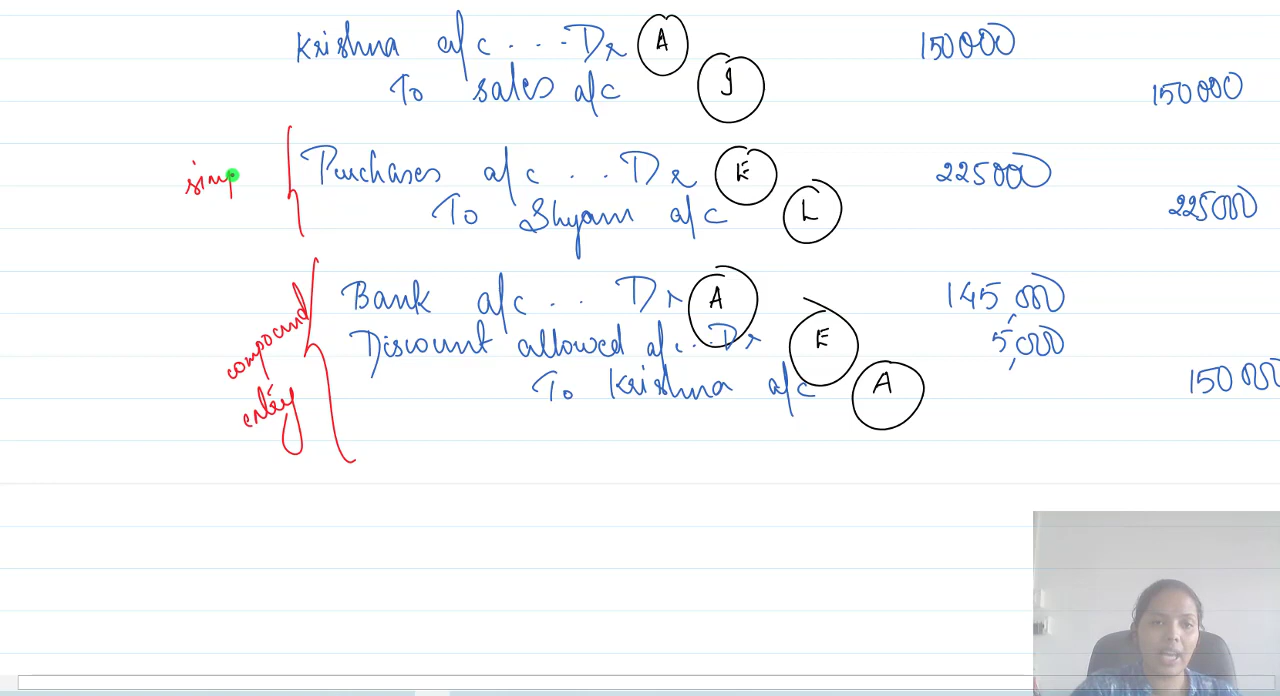 Krishna a/c ... Dr A 150000
To sales a/c I 150000
simp
Purchases a/c ... Dr E 225000
To Shyam a/c L 225000
compound
entry
Bank a/c ... Dr A 145,000
Discount allowed a/c... Dr E 5,000
To Krishna a/c A 150000